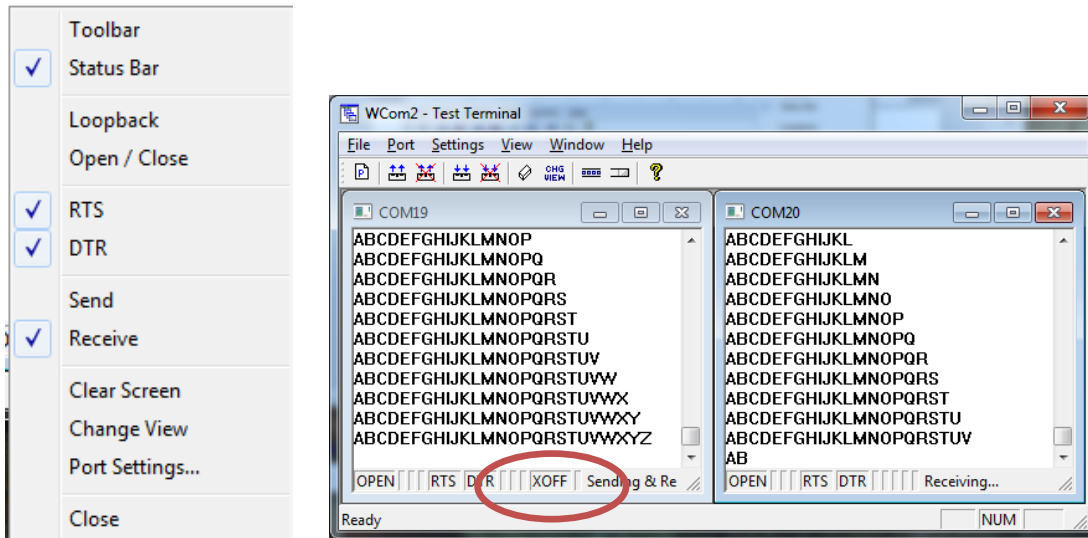 Toolbar
Status Bar
Loopback
Open / Close
RTS
DTR
Send
Receive
Clear Screen
Change View
Port Settings...
Close
WCom2 - Test Terminal
File Port Settings View Window Help
P CHG VIEW ?
COM19
ABCDEFGHIJKLMNOP
ABCDEFGHIJKLMNOPQ
ABCDEFGHIJKLMNOPQR
ABCDEFGHIJKLMNOPQRS
ABCDEFGHIJKLMNOPQRST
ABCDEFGHIJKLMNOPQRSTU
ABCDEFGHIJKLMNOPQRSTUV
ABCDEFGHIJKLMNOPQRSTUVW
ABCDEFGHIJKLMNOPQRSTUVWX
ABCDEFGHIJKLMNOPQRSTUVWXY
ABCDEFGHIJKLMNOPQRSTUVWXYZ
OPEN RTS DTR XOFF Sending & Re
COM20
ABCDEFGHIJKL
ABCDEFGHIJKLM
ABCDEFGHIJKLMN
ABCDEFGHIJKLMNO
ABCDEFGHIJKLMNOP
ABCDEFGHIJKLMNOPQ
ABCDEFGHIJKLMNOPQR
ABCDEFGHIJKLMNOPQRS
ABCDEFGHIJKLMNOPQRST
ABCDEFGHIJKLMNOPQRSTU
ABCDEFGHIJKLMNOPQRSTUV
AB
OPEN RTS DTR Receiving...
Ready NUM